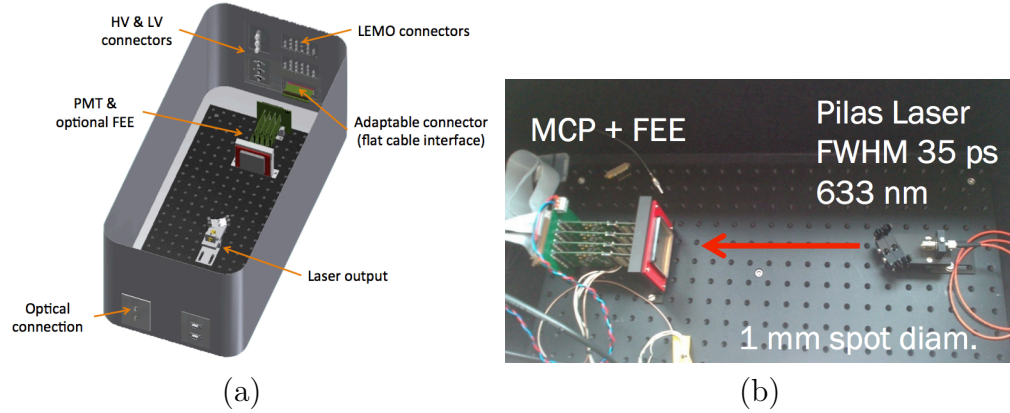 HV & LV
connectors
LEMO connectors
PMT &
optional FEE
Adaptable connector
(flat cable interface)
Laser output
Optical
connection
(a)
MCP + FEE
Pilas Laser
FWHM 35 ps
633 nm
1 mm spot diam.
(b)